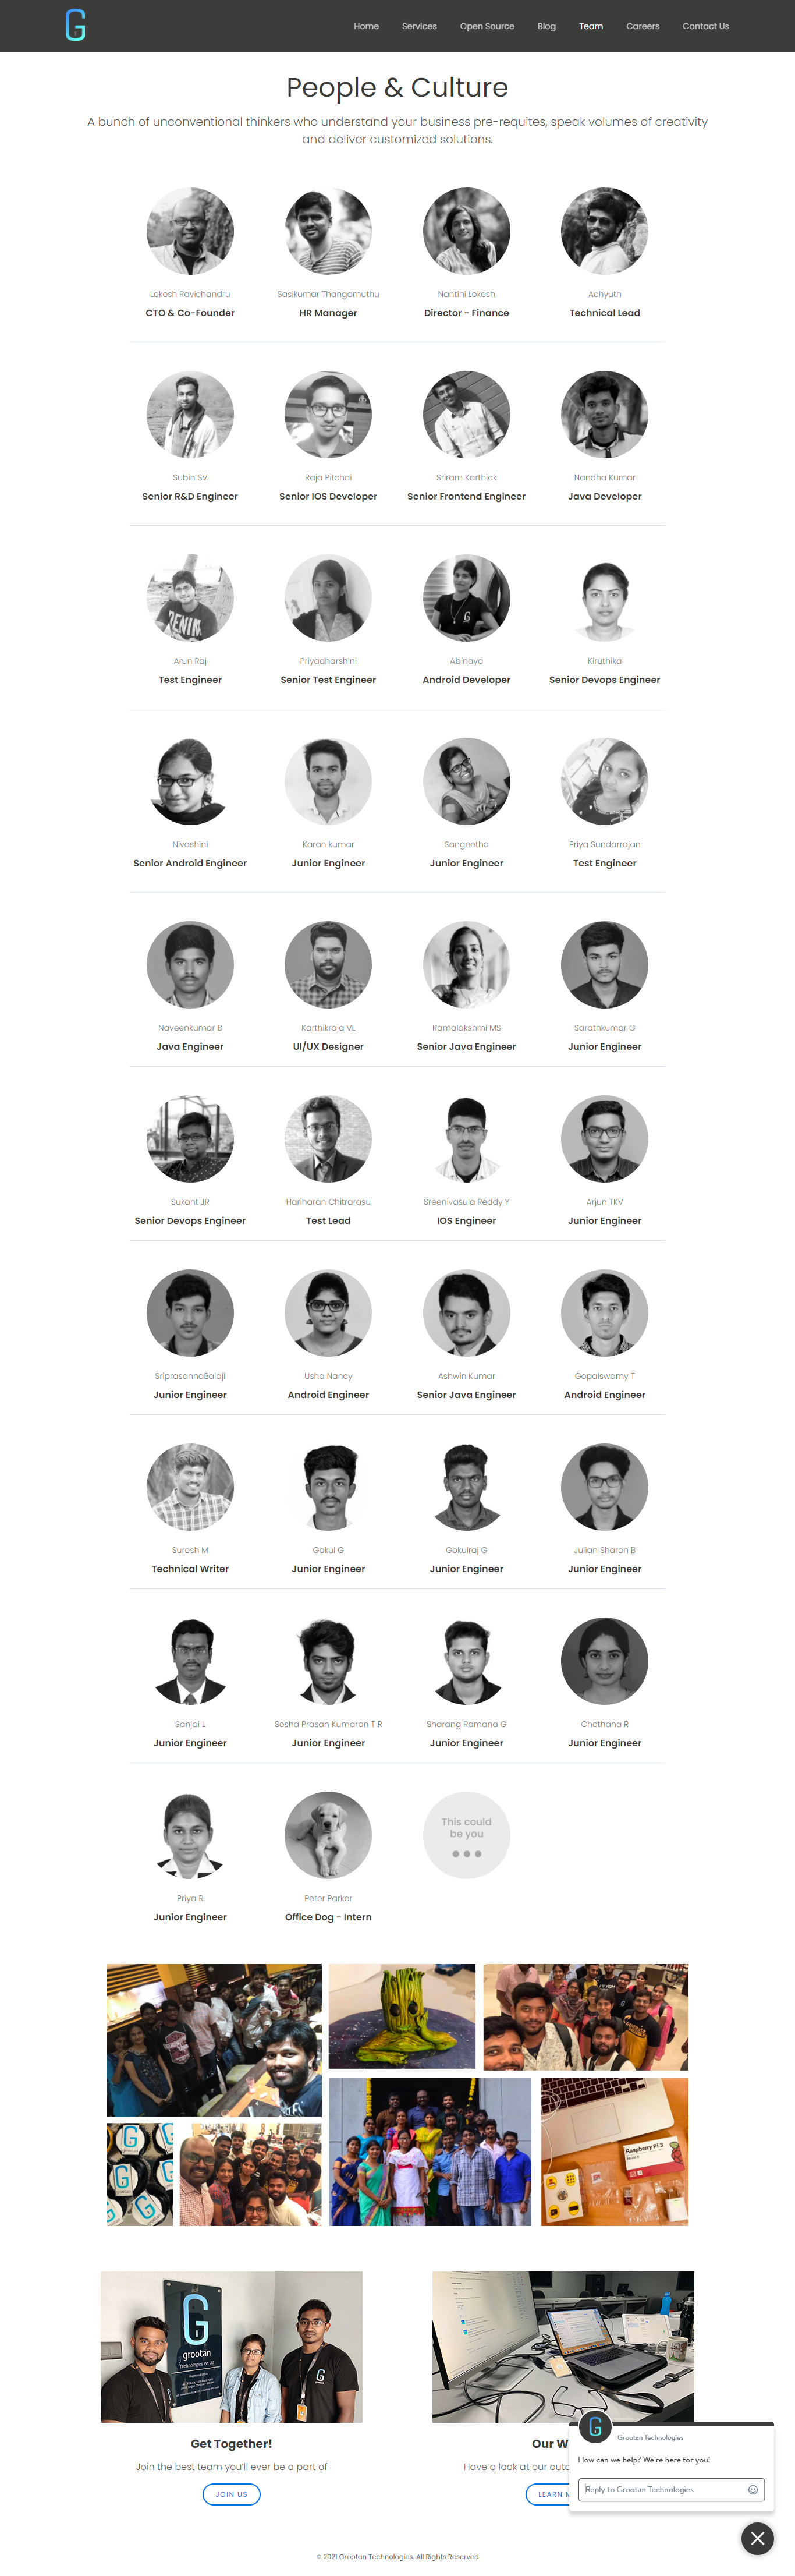 G
Home Services Open Source Blog Team Careers Contact Us
People & Culture
A bunch of unconventional thinkers who understand your business pre-requites, speak volumes of creativity
and deliver customized solutions.
Lokesh Ravichandru Sasikumar Thangamuthu Nantini Lokesh Achyuth
CTO & Co-Founder HR Manager Director - Finance Technical Lead
Subin SV Raja Pitchai Sriram Karthick Nandha Kumar
Senior R&D Engineer Senior IOS Developer Senior Frontend Engineer Java Developer
DENIM
G
Arun Raj Priyadharshini Abinaya Kiruthika
Test Engineer Senior Test Engineer Android Developer Senior Devops Engineer
Nivashini Karan kumar Sangeetha Priya Sundarrajan
Senior Android Engineer Junior Engineer Junior Engineer Test Engineer
Naveenkumar B Karthikraja VL Ramalakshmi MS Sarathkumar G
Java Engineer UI/UX Designer Senior Java Engineer Junior Engineer
Sukant JR Hariharan Chitrarasu Sreenivasula Reddy Y Arjun TKV
Senior Devops Engineer Test Lead IOS Engineer Junior Engineer
SriprasannaBalaji Usha Nancy Ashwin Kumar Gopalswamy T
Junior Engineer Android Engineer Senior Java Engineer Android Engineer
Suresh M Gokul G Gokulraj G Julian Sharon B
Technical Writer Junior Engineer Junior Engineer Junior Engineer
Sanjai L Sesha Prasan Kumaran T R Sharang Ramana G Chethana R
Junior Engineer Junior Engineer Junior Engineer Junior Engineer
This could
be you
Priya R Peter Parker
Junior Engineer Office Dog - Intern
Raspberry Pi 3
G G
G
G
G
grootan
Technologies Pvt Ltd
G
Get Together! Our W
Join the best team you'll ever be a part of Have a look at our outc
JOIN US LEARN M
G
Grootan Technologies
How can we help? We're here for you!
Reply to Grootan Technologies
© 2021 Grootan Technologies. All Rights Reserved